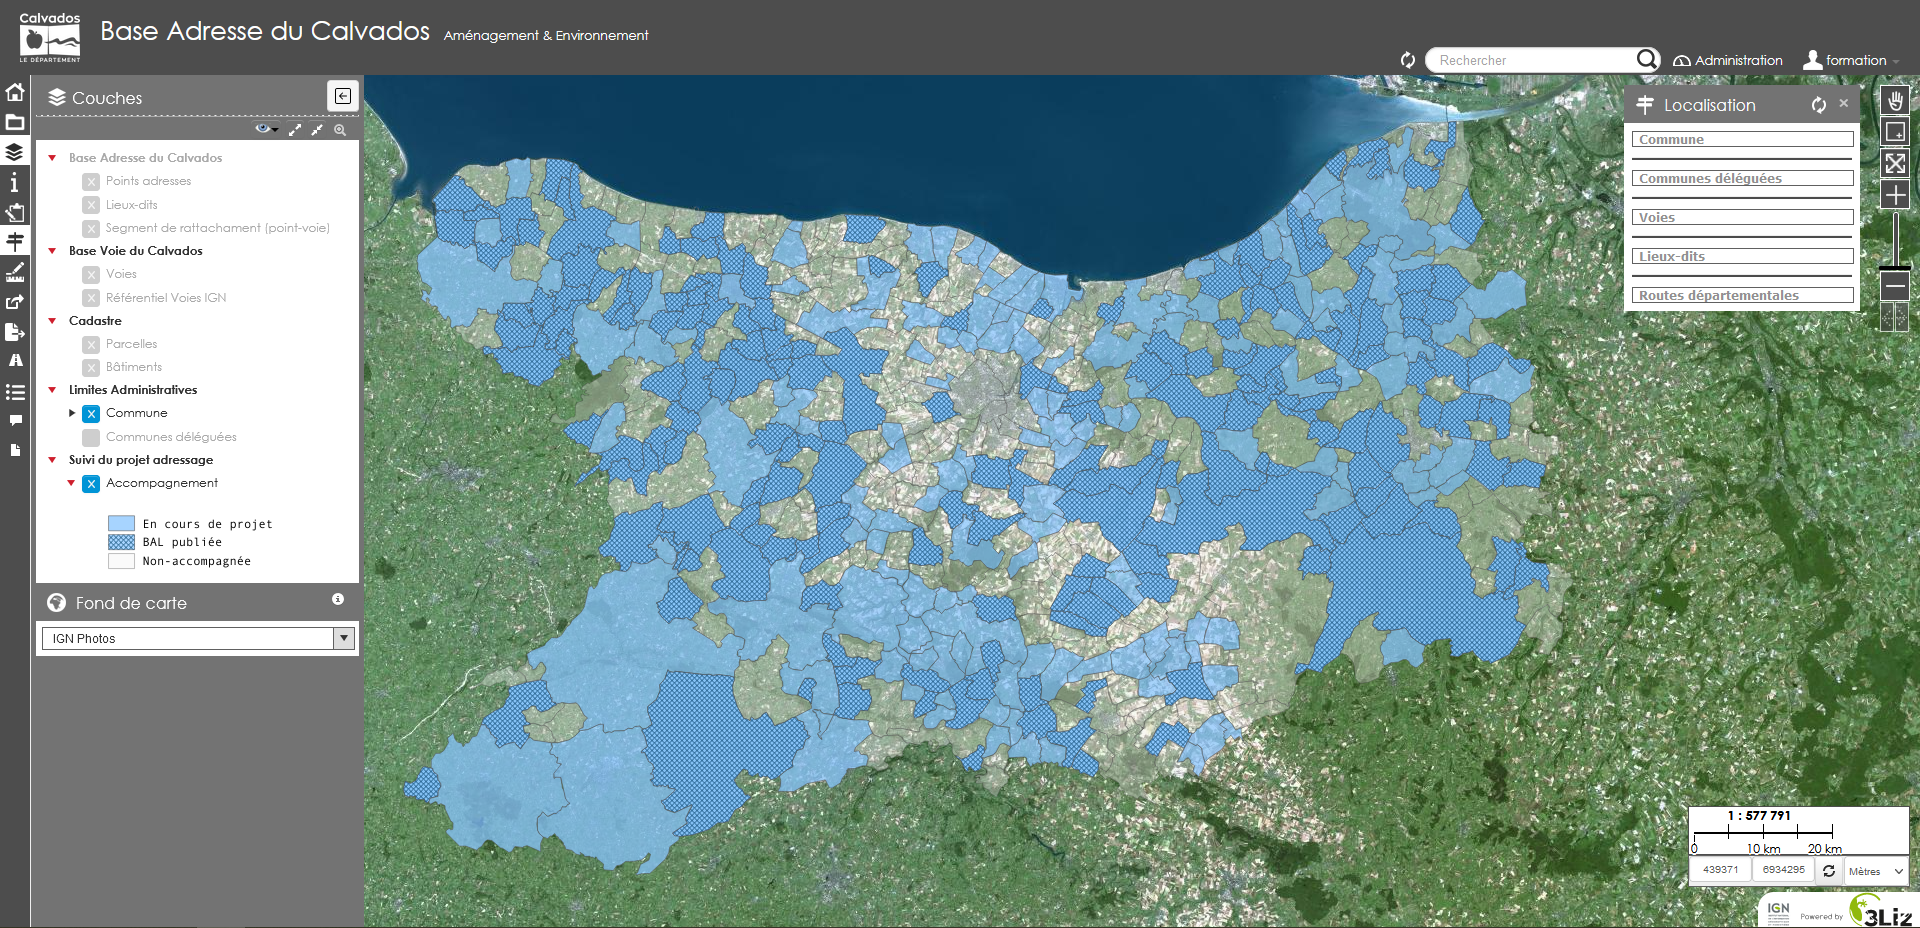 Calvados
LE DÉPARTEMENT
Base Adresse du Calvados Aménagement & Environnement
Rechercher
Administration
formation
Couches
Base Adresse du Calvados
Points adresses
Lieux-dits
Segment de rattachament (point-voie)
Base Voie du Calvados
Voies
Référentiel Voies IGN
Cadastre
Parcelles
Bâtiments
Limites Administratives
Commune
Communes déléguées
Suivi du projet adressage
Accompagnement
En cours de projet
BAL publiée
Non-accompagnée
Fond de carte
IGN Photos
Localisation
Commune
Communes déléguées
Voies
Lieux-dits
Routes départementales
1 : 577 791
0 10 km 20 km
439371 6934295 Mètres
IGN
Powered by 3Liz